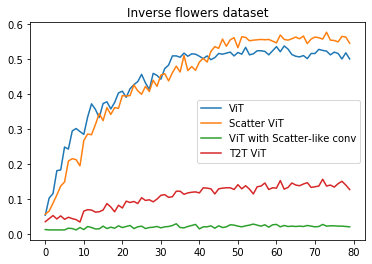 Inverse flowers dataset
0.6
0.5
0.4
0.3
0.2
0.1
0.0
ViT
Scatter ViT
ViT with Scatter-like conv
T2T ViT
0 10 20 30 40 50 60 70 80